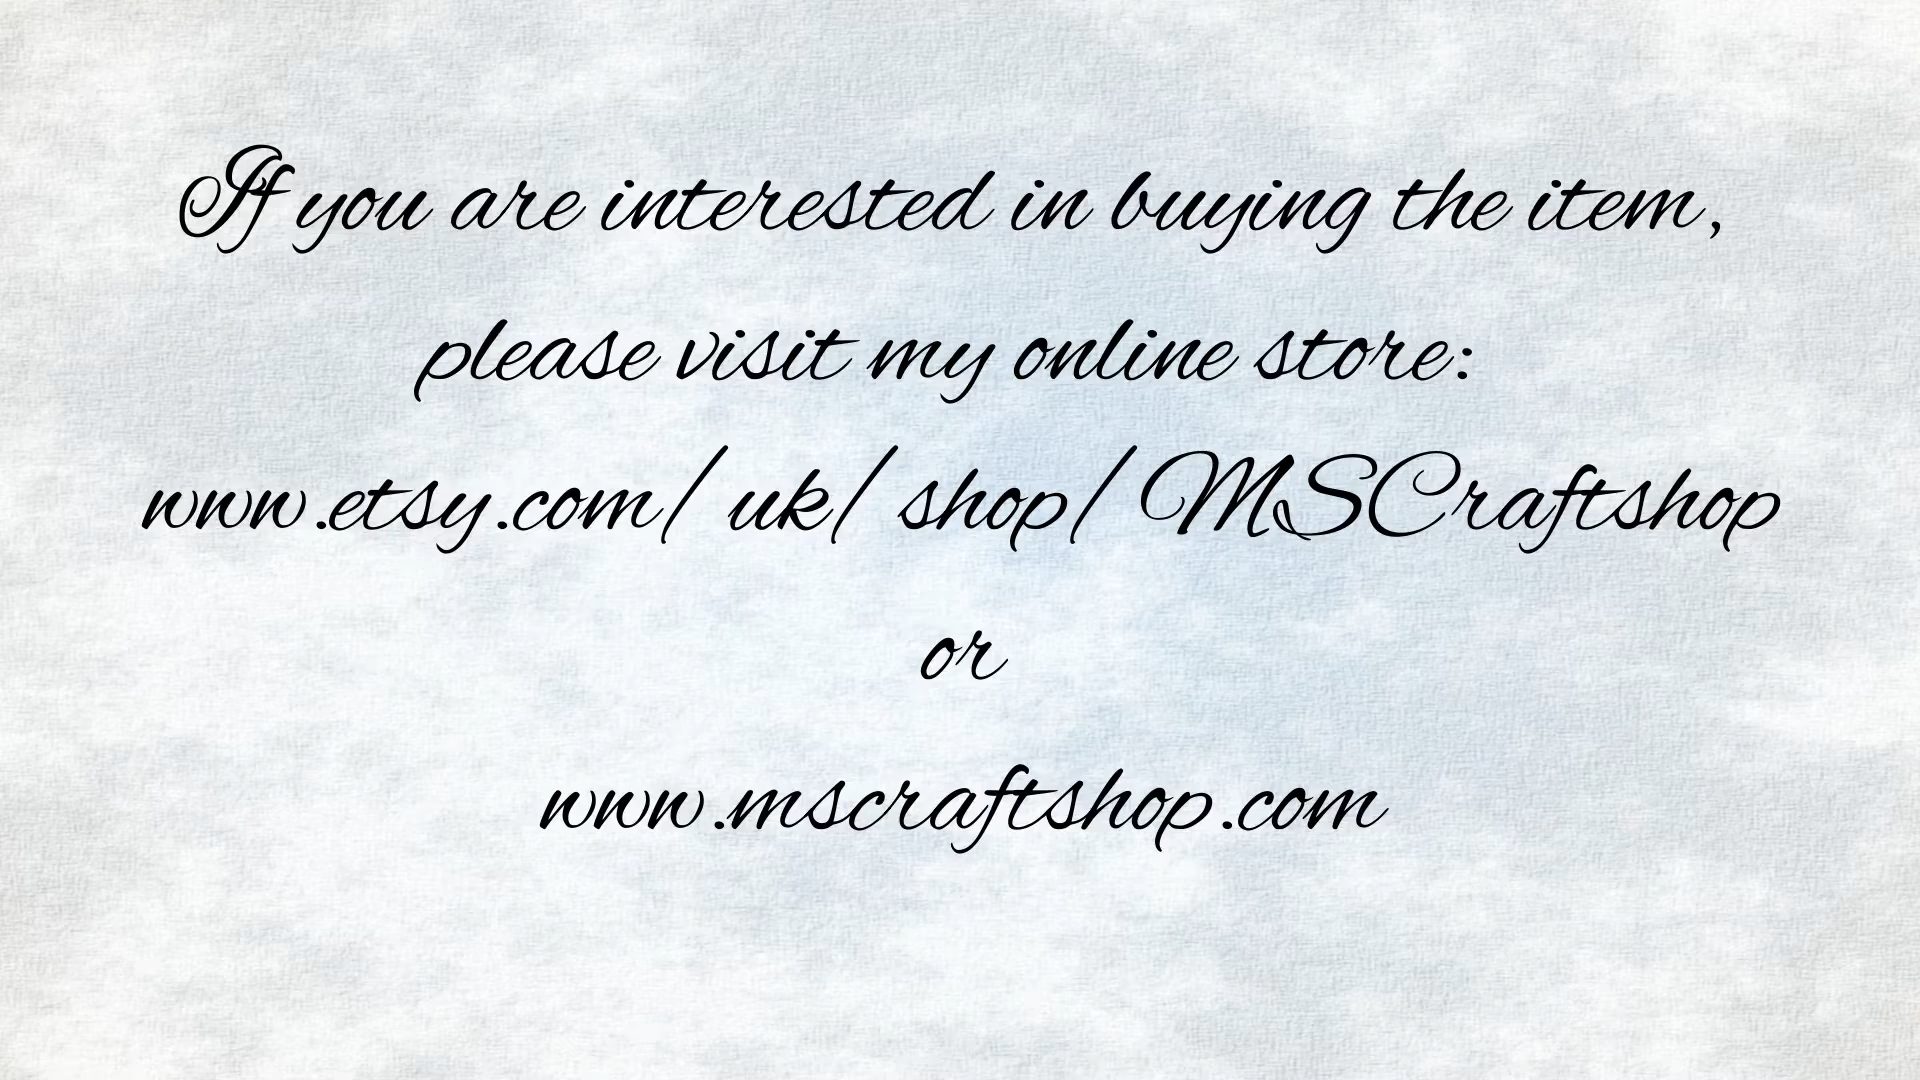 If you are interested in buying the item,
please visit my online store:
www.etsy.com/uk/shop/MSCraftshop
or
www.mscraftshop.com